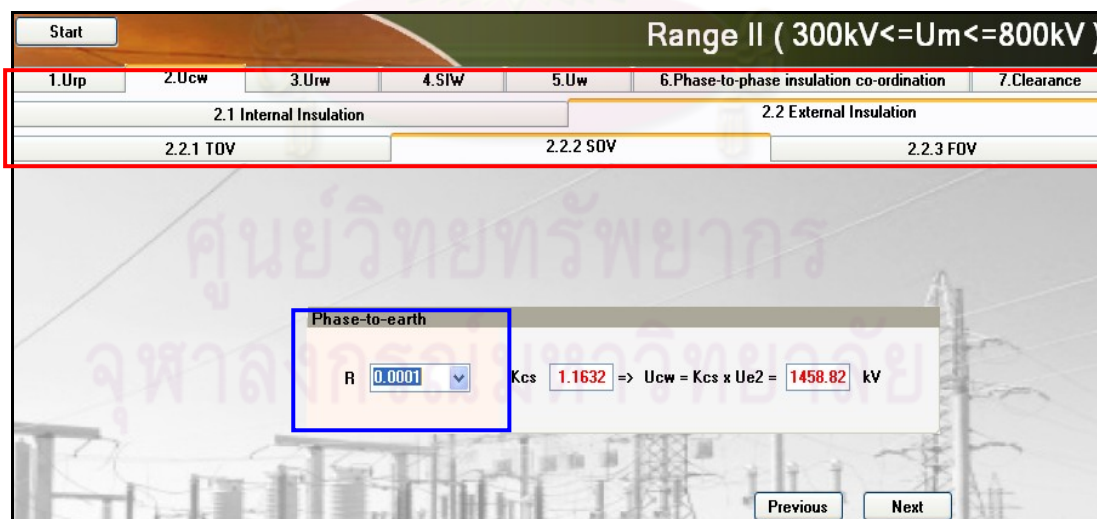 Start
Range II ( 300kV<=Um<=800kV )
1.Urp 2.Ucw 3.Urw 4.SIW 5.Uw 6.Phase-to-phase insulation co-ordination 7.Clearance
2.1 Internal Insulation 2.2 External Insulation
2.2.1 TOV 2.2.2 SOV 2.2.3 FOV
ศูนย์วิทยทรัพยากร
Phase-to-earth
จุฬาลงกรณ์มหาวิทยาลัย
R 0.0001 Kcs 1.1632 => Ucw = Kcs x Ue2 = 1458.82 kV
Previous Next